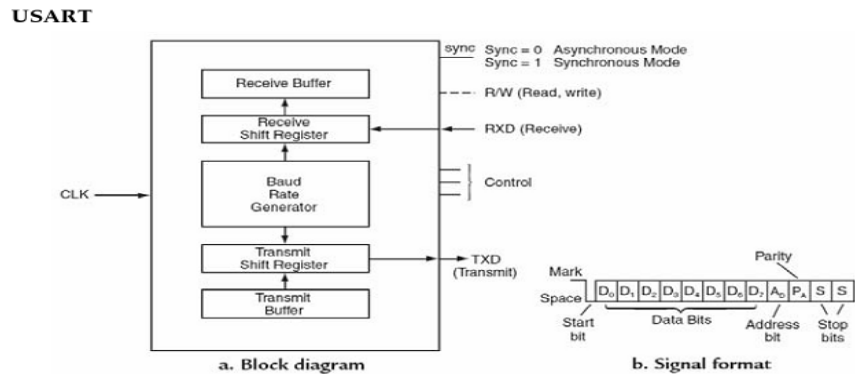 USART
sync Sync = 0 Asynchronous Mode
Sync = 1 Synchronous Mode
Receive Buffer
R/W (Read, write)
Receive
Shift Register
RXD (Receive)
Baud
Rate
Generator
Control
CLK
Transmit
Shift Register
TXD
(Transmit)
Transmit
Buffer
a. Block diagram
Parity
Mark
Space
D₀ D₁ D₂ D₃ D₄ D₅ D₆ D₇ A_D P_A S S
Start
bit
Data Bits
Address
bit
Stop
bits
b. Signal format